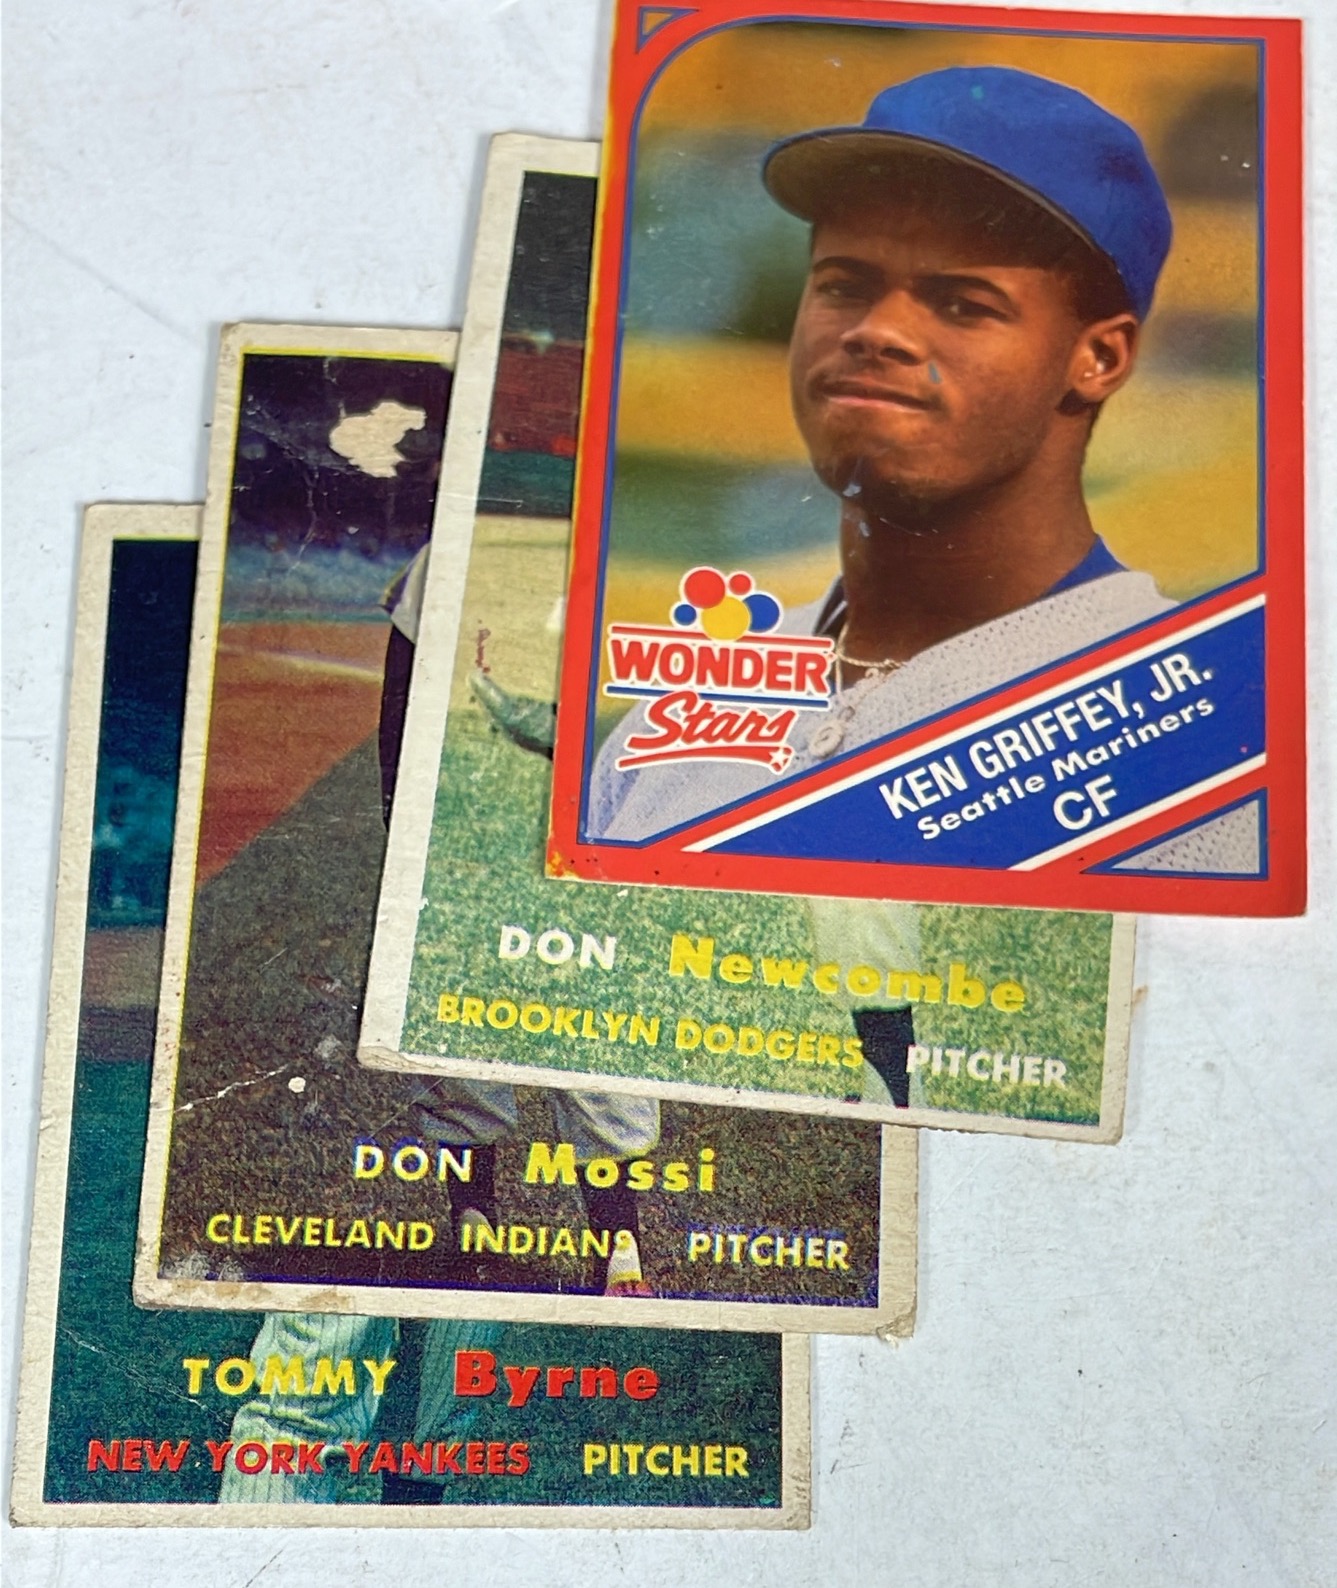 WONDER
Stars
KEN GRIFFEY, JR.
Seattle Mariners
CF
DON Newcombe
BROOKLYN DODGERS PITCHER
DON Mossi
CLEVELAND INDIANS PITCHER
TOMMY Byrne
NEW YORK YANKEES PITCHER